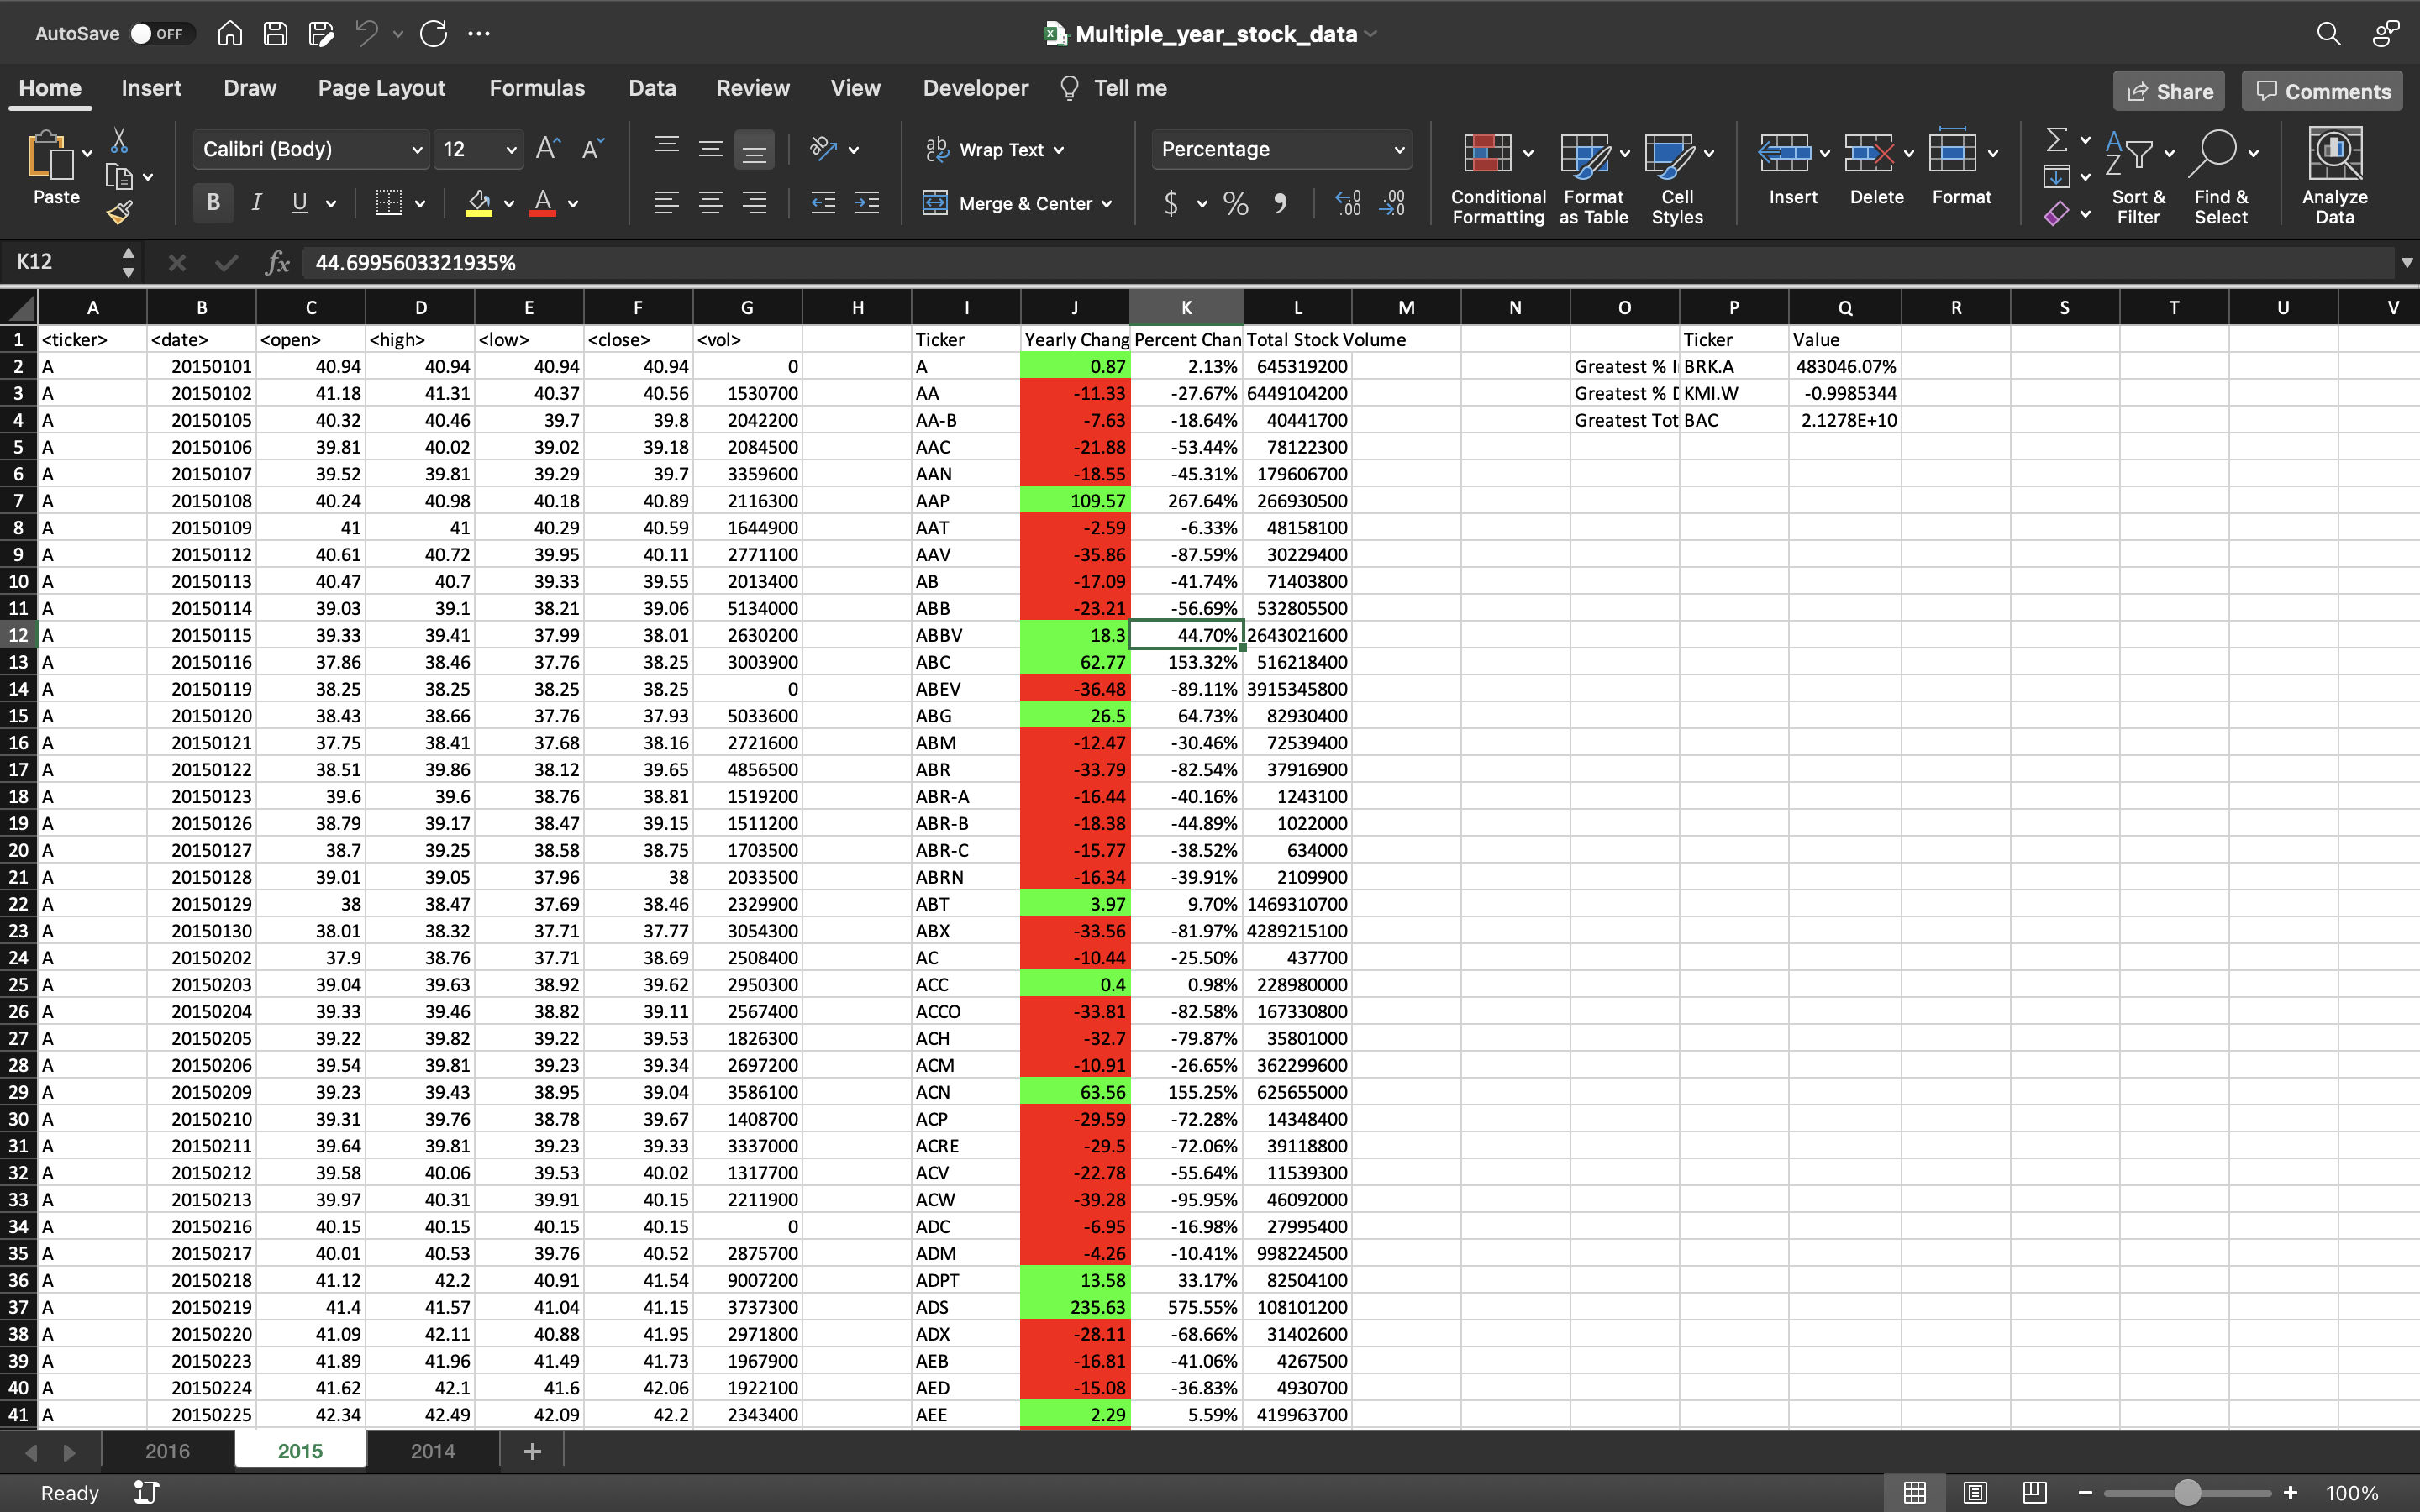 AutoSave OFF Multiple_year_stock_data
Home Insert Draw Page Layout Formulas Data Review View Developer Tell me Share Comments
Paste Calibri (Body) 12 A A ab c Wrap Text Percentage Conditional Formatting Format as Table Cell Styles Insert Delete Format Sort & Filter Find & Select Analyze Data
B I U A Merge & Center $ % 9 .0 .00 .00 .0
K12 fx 44.6995603321935%
A B C D E F G H I J K L M N O P Q R S T U V
1 <ticker> <date> <open> <high> <low> <close> <vol> Ticker Yearly Chang Percent Chan Total Stock Volume Ticker Value
2 A 20150101 40.94 40.94 40.94 40.94 0 A 0.87 2.13% 645319200 Greatest % I BRK.A 483046.07%
3 A 20150102 41.18 41.31 40.37 40.56 1530700 AA -11.33 -27.67% 6449104200 Greatest % D KMI.W -0.9985344
4 A 20150105 40.32 40.46 39.7 39.8 2042200 AA-B -7.63 -18.64% 40441700 Greatest Tot BAC 2.1278E+10
5 A 20150106 39.81 40.02 39.02 39.18 2084500 AAC -21.88 -53.44% 78122300
6 A 20150107 39.52 39.81 39.29 39.7 3359600 AAN -18.55 -45.31% 179606700
7 A 20150108 40.24 40.98 40.18 40.89 2116300 AAP 109.57 267.64% 266930500
8 A 20150109 41 41 40.29 40.59 1644900 AAT -2.59 -6.33% 48158100
9 A 20150112 40.61 40.72 39.95 40.11 2771100 AAV -35.86 -87.59% 30229400
10 A 20150113 40.47 40.7 39.33 39.55 2013400 AB -17.09 -41.74% 71403800
11 A 20150114 39.03 39.1 38.21 39.06 5134000 ABB -23.21 -56.69% 532805500
12 A 20150115 39.33 39.41 37.99 38.01 2630200 ABBV 18.3 44.70% 2643021600
13 A 20150116 37.86 38.46 37.76 38.25 3003900 ABC 62.77 153.32% 516218400
14 A 20150119 38.25 38.25 38.25 38.25 0 ABEV -36.48 -89.11% 3915345800
15 A 20150120 38.43 38.66 37.76 37.93 5033600 ABG 26.5 64.73% 82930400
16 A 20150121 37.75 38.41 37.68 38.16 2721600 ABM -12.47 -30.46% 72539400
17 A 20150122 38.51 39.86 38.12 39.65 4856500 ABR -33.79 -82.54% 37916900
18 A 20150123 39.6 39.6 38.76 38.81 1519200 ABR-A -16.44 -40.16% 1243100
19 A 20150126 38.79 39.17 38.47 39.15 1511200 ABR-B -18.38 -44.89% 1022000
20 A 20150127 38.7 39.25 38.58 38.75 1703500 ABR-C -15.77 -38.52% 634000
21 A 20150128 39.01 39.05 37.96 38 2033500 ABRN -16.34 -39.91% 2109900
22 A 20150129 38 38.47 37.69 38.46 2329900 ABT 3.97 9.70% 1469310700
23 A 20150130 38.01 38.32 37.71 37.77 3054300 ABX -33.56 -81.97% 4289215100
24 A 20150202 37.9 38.76 37.71 38.69 2508400 AC -10.44 -25.50% 437700
25 A 20150203 39.04 39.63 38.92 39.62 2950300 ACC 0.4 0.98% 228980000
26 A 20150204 39.33 39.46 38.82 39.11 2567400 ACCO -33.81 -82.58% 167330800
27 A 20150205 39.22 39.82 39.22 39.53 1826300 ACH -32.7 -79.87% 35801000
28 A 20150206 39.54 39.81 39.23 39.34 2697200 ACM -10.91 -26.65% 362299600
29 A 20150209 39.23 39.43 38.95 39.04 3586100 ACN 63.56 155.25% 625655000
30 A 20150210 39.31 39.76 38.78 39.67 1408700 ACP -29.59 -72.28% 14348400
31 A 20150211 39.64 39.81 39.23 39.33 3337000 ACRE -29.5 -72.06% 39118800
32 A 20150212 39.58 40.06 39.53 40.02 1317700 ACV -22.78 -55.64% 11539300
33 A 20150213 39.97 40.31 39.91 40.15 2211900 ACW -39.28 -95.95% 46092000
34 A 20150216 40.15 40.15 40.15 40.15 0 ADC -6.95 -16.98% 27995400
35 A 20150217 40.01 40.53 39.76 40.52 2875700 ADM -4.26 -10.41% 998224500
36 A 20150218 41.12 42.2 40.91 41.54 9007200 ADPT 13.58 33.17% 82504100
37 A 20150219 41.4 41.57 41.04 41.15 3737300 ADS 235.63 575.55% 108101200
38 A 20150220 41.09 42.11 40.88 41.95 2971800 ADX -28.11 -68.66% 31402600
39 A 20150223 41.89 41.96 41.49 41.73 1967900 AEB -16.81 -41.06% 4267500
40 A 20150224 41.62 42.1 41.6 42.06 1922100 AED -15.08 -36.83% 4930700
41 A 20150225 42.34 42.49 42.09 42.2 2343400 AEE 2.29 5.59% 419963700
2016 2015 2014 +
Ready 100%